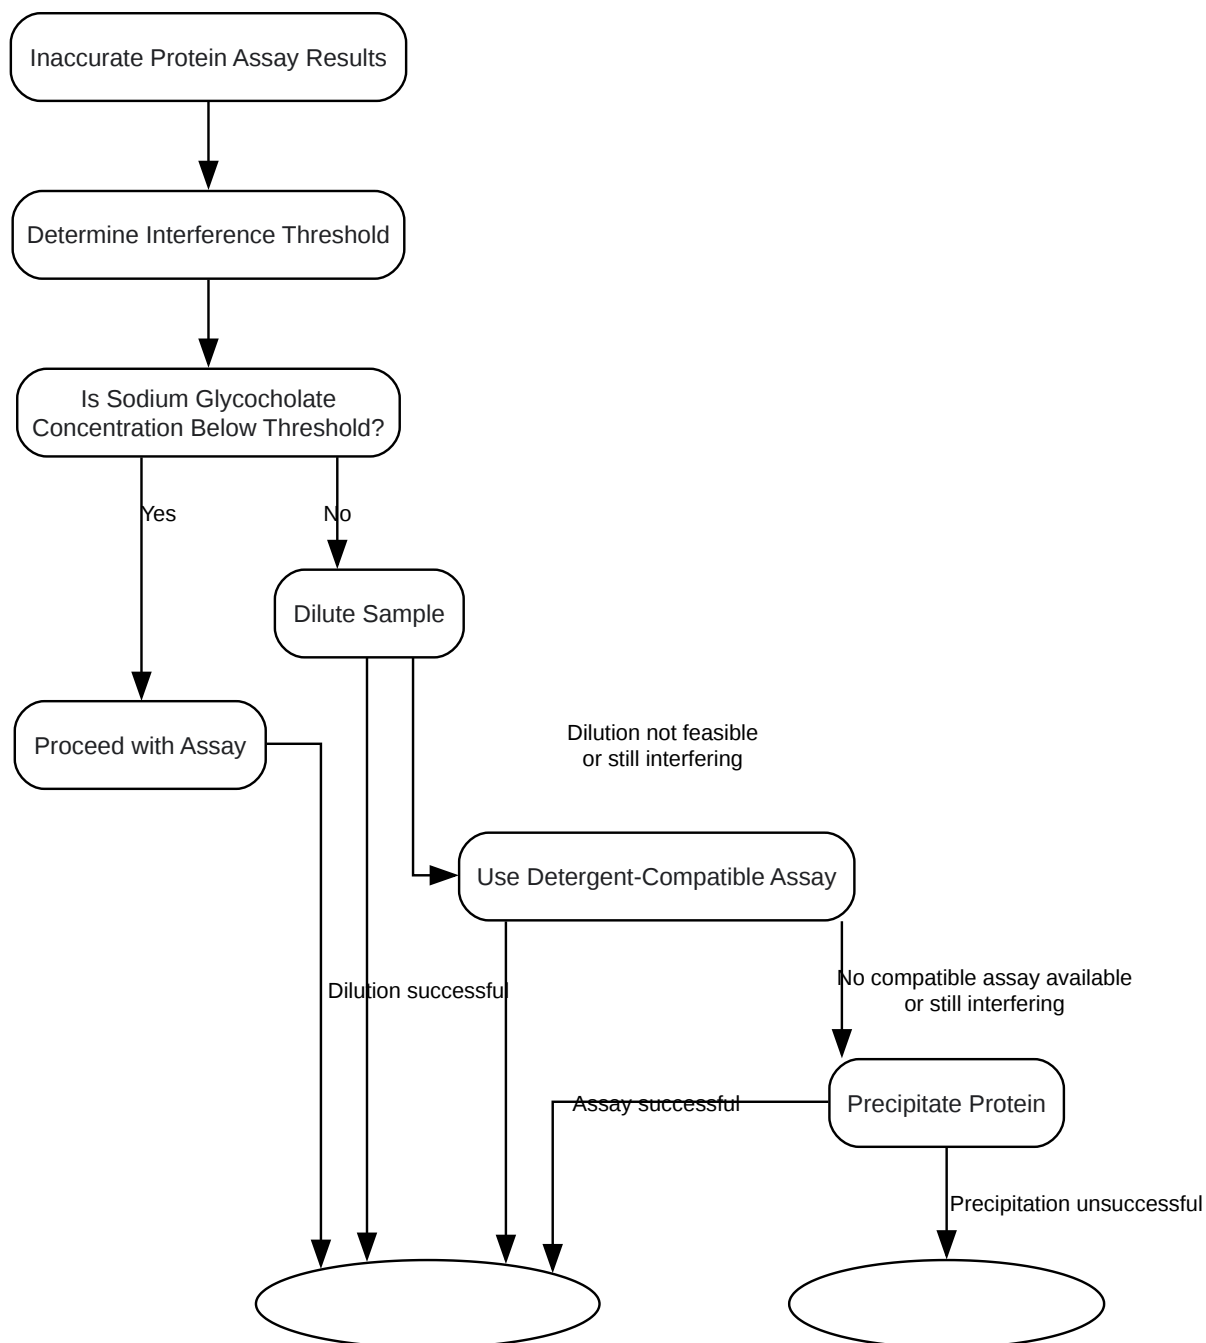 Inaccurate Protein Assay Results
Determine Interference Threshold
Is Sodium Glycocholate
Concentration Below Threshold?
Yes
No
Dilute Sample
Proceed with Assay
Dilution not feasible
or still interfering
Use Detergent-Compatible Assay
Dilution successful
No compatible assay available
or still interfering
Assay successful
Precipitate Protein
Precipitation unsuccessful